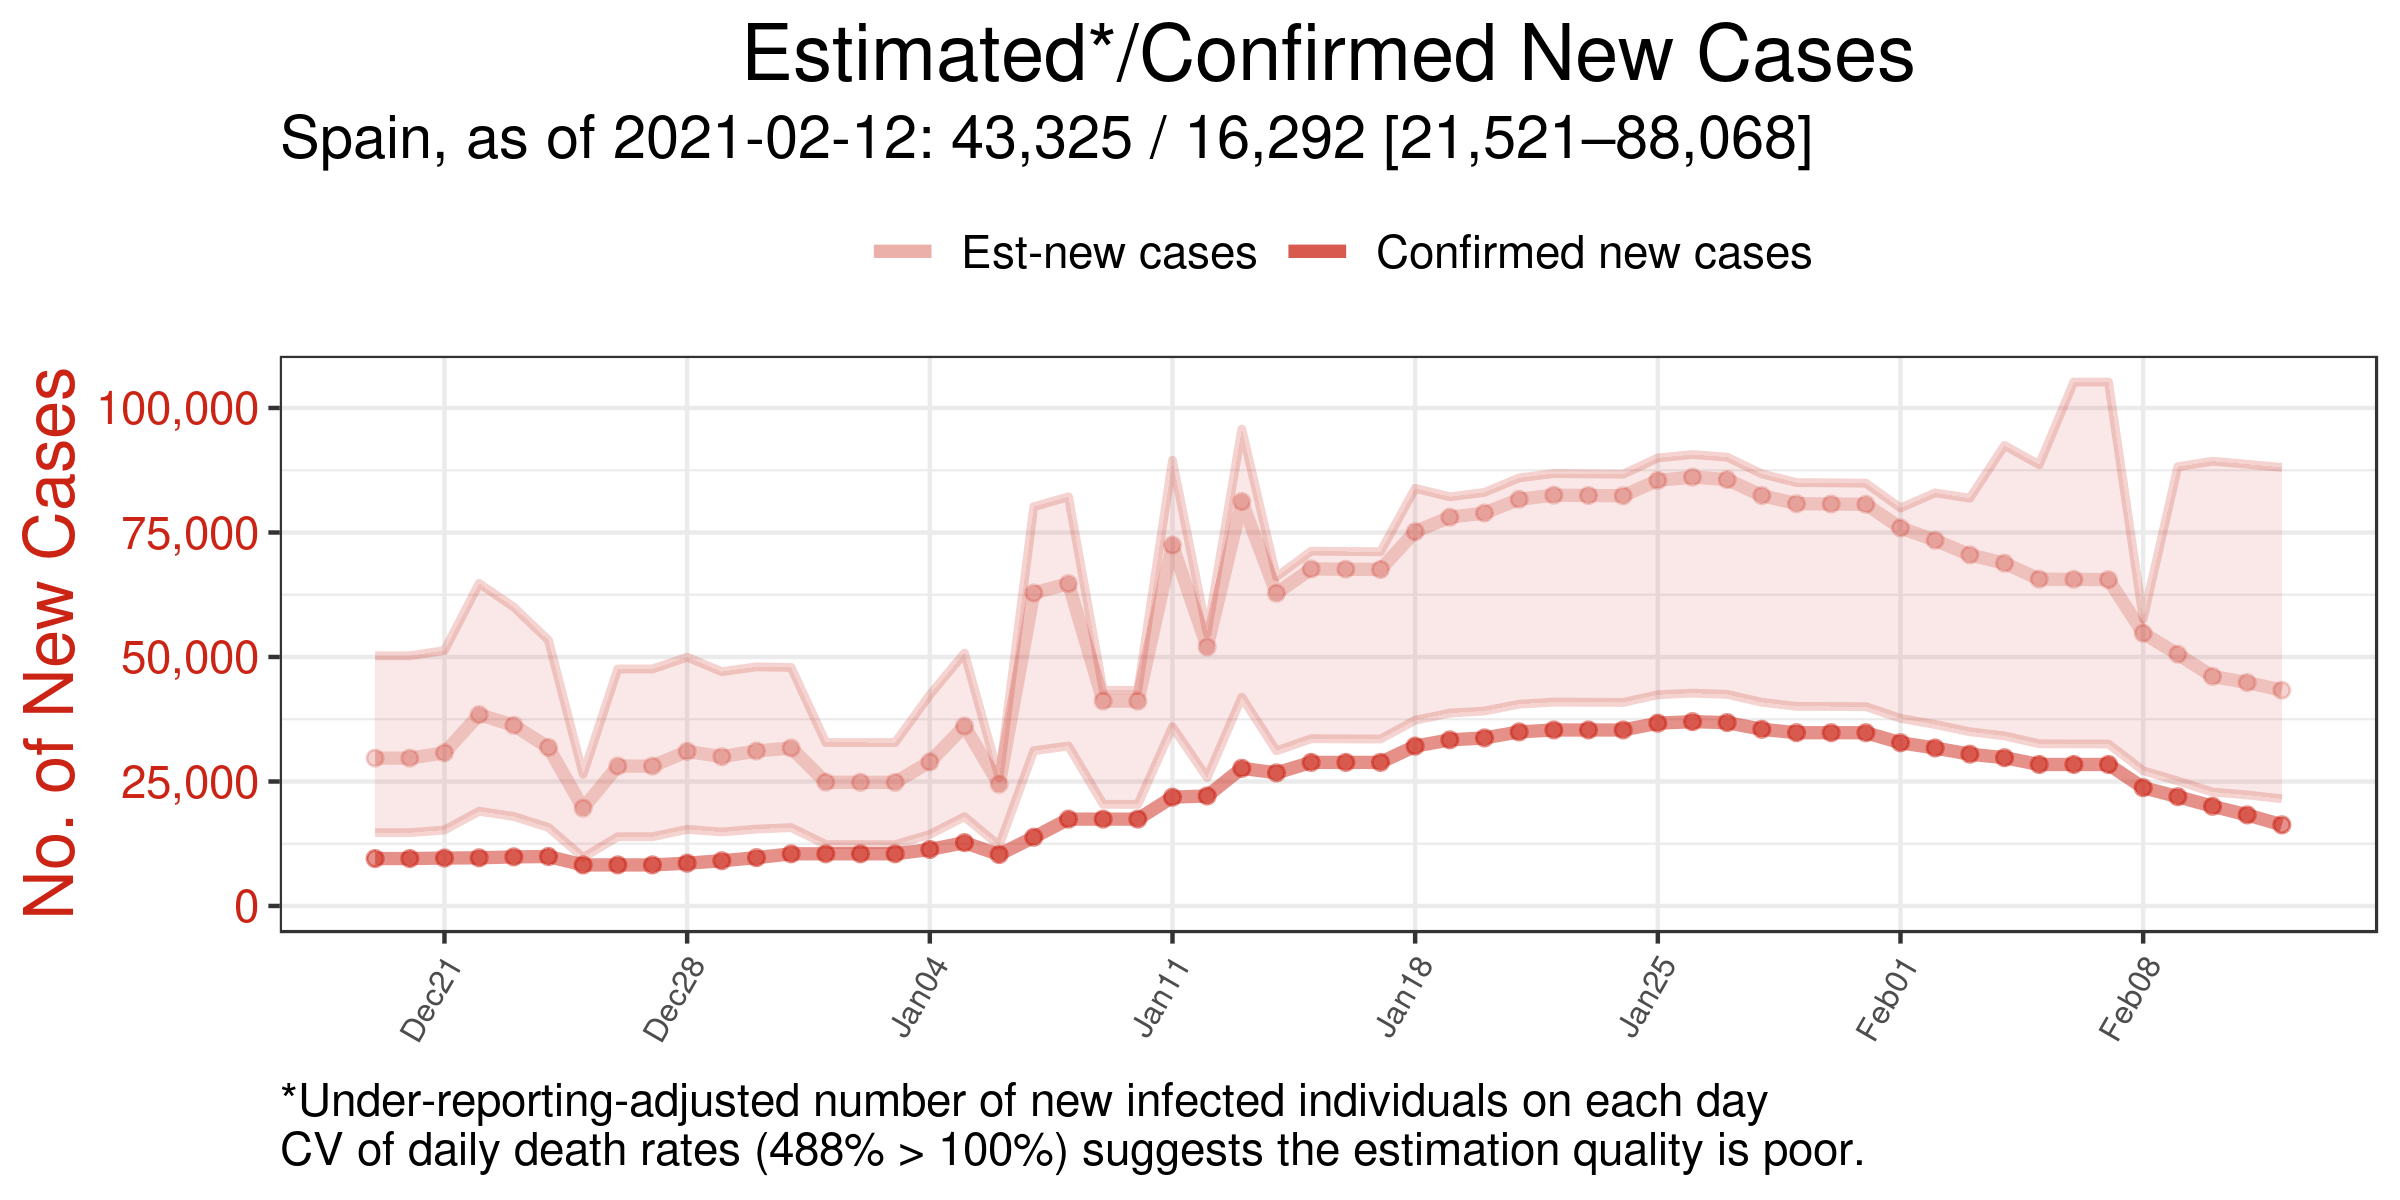 Estimated*/Confirmed New Cases
Spain, as of 2021-02-12: 43,325 / 16,292 [21,521–88,068]
Est-new cases
Confirmed new cases
No. of New Cases
100,000
75,000
50,000
25,000
0
Dec21
Dec28
Jan04
Jan11
Jan18
Jan25
Feb01
Feb08
*Under-reporting-adjusted number of new infected individuals on each day
CV of daily death rates (488% > 100%) suggests the estimation quality is poor.